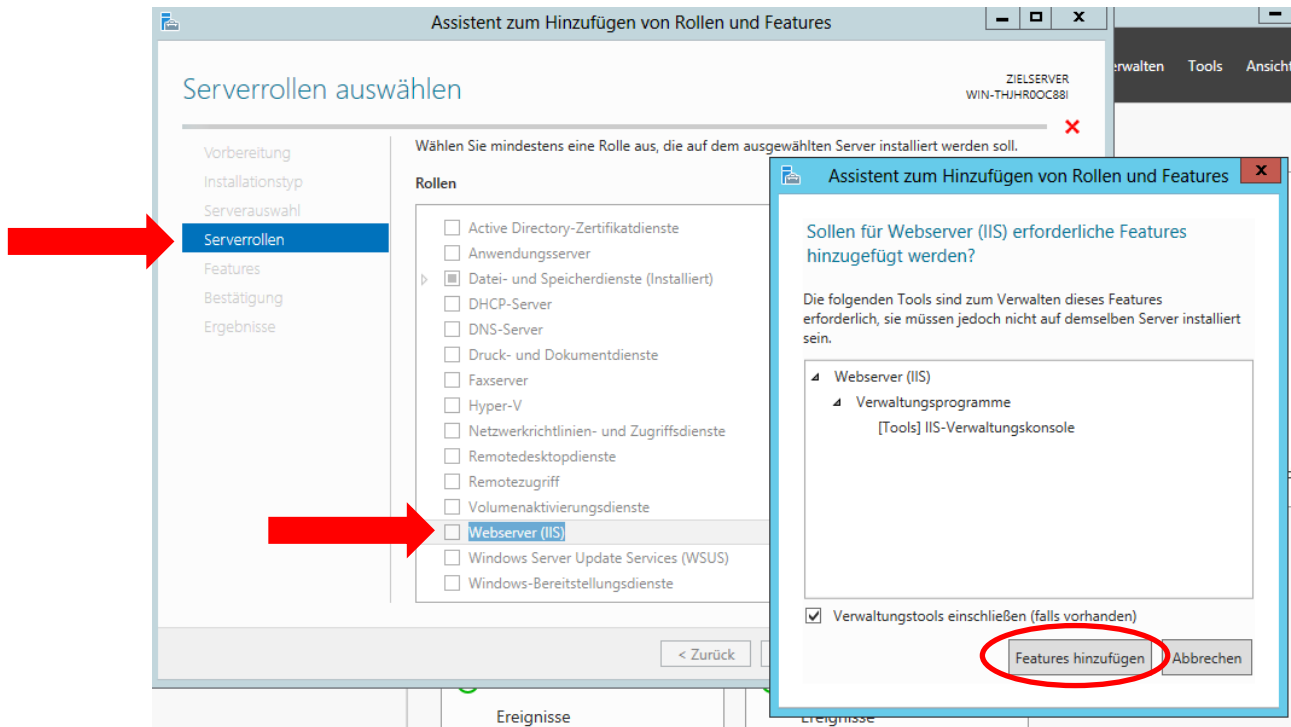 Assistent zum Hinzufügen von Rollen und Features
Serverrollen auswählen
ZIELSERVER
WIN-THJHR0OC88I
Tools
Ansicht
Vorbereitung
Installationstyp
Serverauswahl
Serverrollen
Features
Bestätigung
Ergebnisse
Wählen Sie mindestens eine Rolle aus, die auf dem ausgewählten Server installiert werden soll.
Rollen
Active Directory-Zertifikatdienste
Anwendungsserver
Datei- und Speicherdienste (Installiert)
DHCP-Server
DNS-Server
Druck- und Dokumentdienste
Faxserver
Hyper-V
Netzwerkrichtlinien- und Zugriffsdienste
Remotedesktopdienste
Remotezugriff
Volumenaktivierungsdienste
Webserver (IIS)
Windows Server Update Services (WSUS)
Windows-Bereitstellungsdienste
< Zurück
Assistent zum Hinzufügen von Rollen und Features
Sollen für Webserver (IIS) erforderliche Features
hinzugefügt werden?
Die folgenden Tools sind zum Verwalten dieses Features
erforderlich, sie müssen jedoch nicht auf demselben Server installiert
sein.
Webserver (IIS)
Verwaltungsprogramme
[Tools] IIS-Verwaltungskonsole
Verwaltungstools einschließen (falls vorhanden)
Features hinzufügen
Abbrechen
Ereignisse
Ereignisse